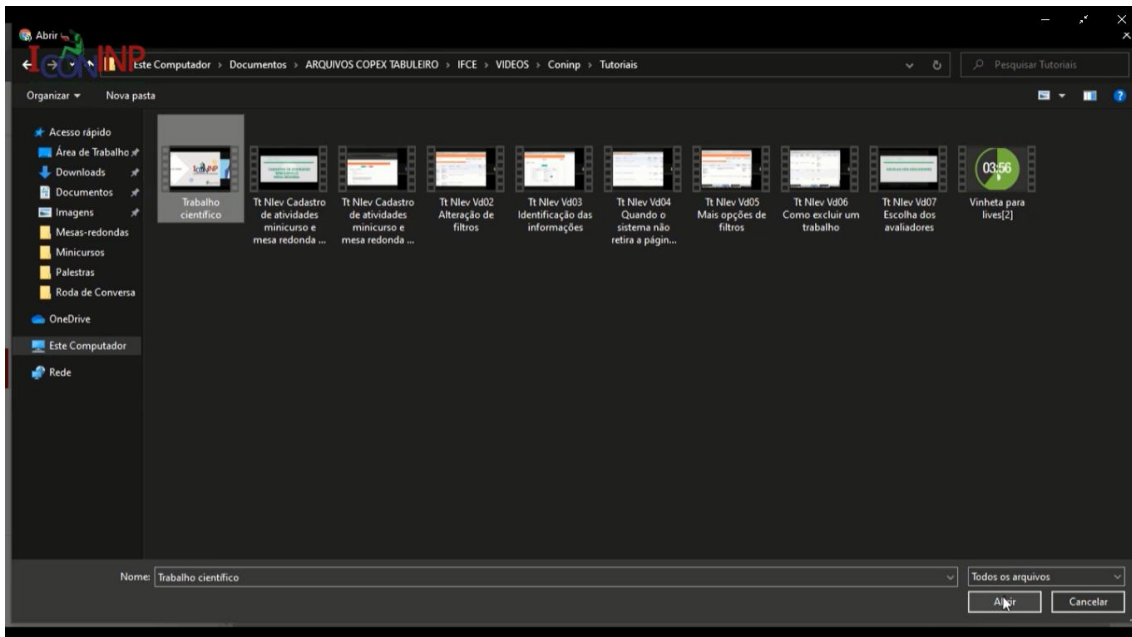 Abrir
ICONINP
Este Computador › Documentos › ARQUIVOS COPEX TABULEIRO › IFCE › VIDEOS › Coninp › Tutoriais
Pesquisar Tutoriais
Organizar
Nova pasta
Acesso rápido
Área de Trabalho
Downloads
Documentos
Imagens
Mesas-redondas
Minicursos
Palestras
Roda de Conversa
OneDrive
Este Computador
Rede
Trabalho
científico
Tt Nlev Cadastro
de atividades
minicurso e
mesa redonda ...
Tt Nlev Cadastro
de atividades
minicurso e
mesa redonda ...
Tt Nlev Vd02
Alteração de
filtros
Tt Nlev Vd03
Identificação das
informações
Tt Nlev Vd04
Quando o
sistema não
retira a págin...
Tt Nlev Vd05
Mais opções de
filtros
Tt Nlev Vd06
Como excluir um
trabalho
Tt Nlev Vd07
Escolha dos
avaliadores
03:56
Vinheta para
lives[2]
Nome: Trabalho científico
Todos os arquivos
Abrir
Cancelar